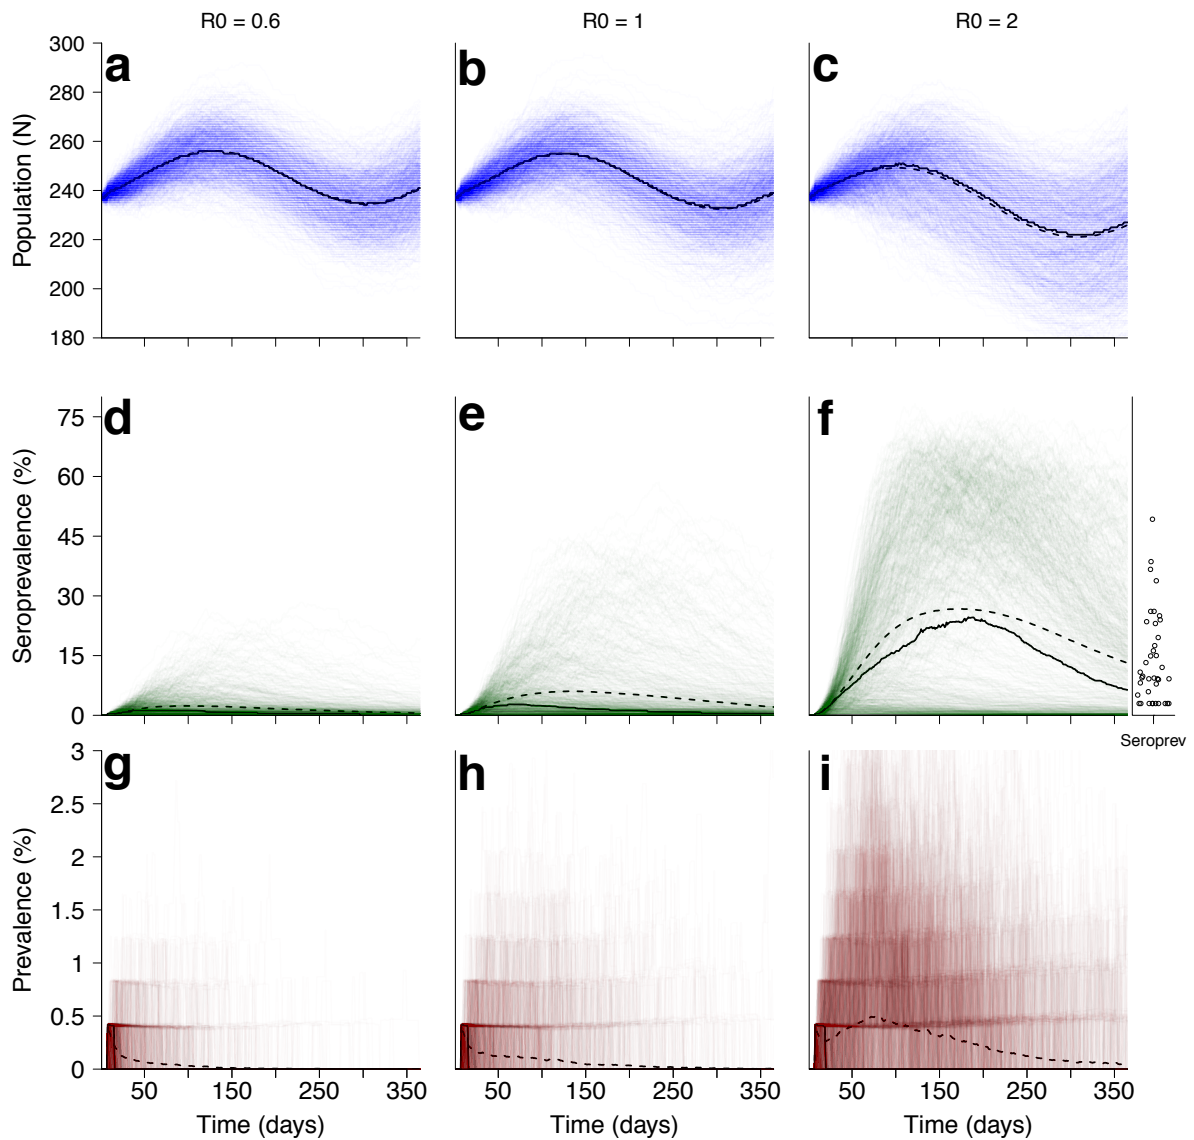 R0 = 0.6 R0 = 1 R0 = 2
a b c
Population (N)
300
280
260
240
220
200
180
d e f
Seroprevalence (%)
75
60
45
30
15
0
Seroprev
g h i
Prevalence (%)
3
2.5
2
1.5
1
0.5
0
50 150 250 350 50 150 250 350 50 150 250 350
Time (days) Time (days) Time (days)